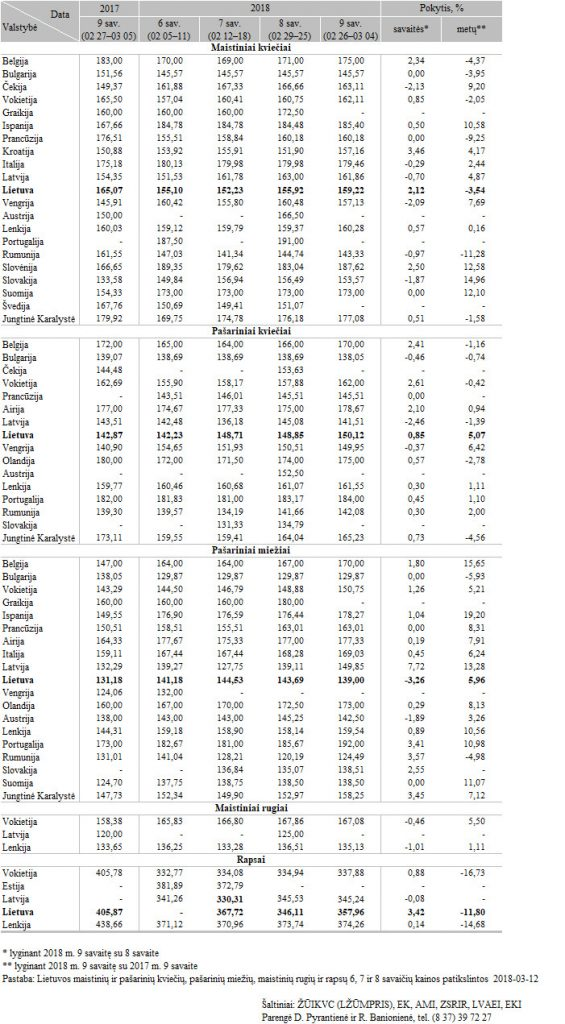 Data 2017 2018 Pokytis, %
Valstybė 9 sav. (02 27–03 05) 6 sav. (02 05–11) 7 sav. (02 12–18) 8 sav. (02 29–25) 9 sav. (02 26–03 04) savaitės* metų**
Maistiniai kviečiai
Belgija 183,00 170,00 169,00 171,00 175,00 2,34 -4,37
Bulgarija 151,56 145,57 145,57 145,57 145,57 0,00 -3,95
Čekija 149,37 161,88 167,33 166,66 163,11 -2,13 9,20
Vokietija 165,50 157,04 160,41 160,75 162,11 0,85 -2,05
Graikija 160,00 160,00 160,00 172,50 - - -
Ispanija 167,66 184,78 184,78 184,48 185,40 0,50 10,58
Prancūzija 176,51 155,51 158,84 160,18 160,18 0,00 -9,25
Kroatija 150,88 153,92 155,91 151,90 157,16 3,46 4,17
Italija 175,18 180,13 179,98 179,98 179,46 -0,29 2,44
Latvija 154,35 151,53 161,78 163,00 161,86 -0,70 4,87
Lietuva 165,07 155,10 152,23 155,92 159,22 2,12 -3,54
Vengrija 145,91 160,42 155,80 160,48 157,13 -2,09 7,69
Austrija 150,00 - - 166,50 - - -
Lenkija 160,03 159,12 159,79 159,37 160,28 0,57 0,16
Portugalija - 187,50 - 191,00 - - -
Rumunija 161,55 147,03 141,34 144,74 143,33 -0,97 -11,28
Slovėnija 166,65 189,35 179,62 183,04 187,62 2,50 12,58
Slovakija 133,58 149,84 156,94 156,49 153,57 -1,87 14,96
Suomija 154,33 173,00 173,00 173,00 173,00 0,00 12,10
Švedija 167,76 150,69 149,41 151,07 - - -
Jungtinė Karalystė 179,92 169,75 174,78 176,18 177,08 0,51 -1,58
Pašariniai kviečiai
Belgija 172,00 165,00 164,00 166,00 170,00 2,41 -1,16
Bulgarija 139,07 138,69 138,69 138,69 138,05 -0,46 -0,74
Čekija 144,48 153,63 - - -
Vokietija 162,69 155,90 158,17 157,88 162,00 2,61 -0,42
Prancūzija - 143,51 146,01 145,51 145,51 0,00 -
Airija 177,00 174,67 177,33 175,00 178,67 2,10 0,94
Latvija 143,51 142,48 136,18 145,08 141,51 -2,46 -1,39
Lietuva 142,87 142,23 148,71 148,85 150,12 0,85 5,07
Vengrija 140,90 154,65 151,93 150,51 149,95 -0,37 6,42
Olandija 180,00 172,00 171,50 174,00 175,00 0,57 -2,78
Austrija - - - 152,50 - - -
Lenkija 159,77 160,46 160,68 161,07 161,55 0,30 1,11
Portugalija 182,00 181,83 181,00 183,17 184,00 0,45 1,10
Rumunija 139,30 139,57 134,19 141,66 142,08 0,30 2,00
Slovakija - - 131,33 134,79 - - -
Jungtinė Karalystė 173,11 159,55 159,41 164,04 165,23 0,73 -4,56
Pašariniai miežiai
Belgija 147,00 164,00 164,00 167,00 170,00 1,80 15,65
Bulgarija 138,05 129,87 129,87 129,87 129,87 0,00 -5,93
Vokietija 143,29 144,50 146,79 148,88 150,75 1,26 5,21
Graikija 160,00 160,00 160,00 180,00 - - -
Ispanija 149,55 176,90 176,59 176,44 178,27 1,04 19,20
Prancūzija 150,51 158,51 155,51 163,01 163,01 0,00 8,31
Airija 164,33 177,67 175,33 177,00 177,33 0,19 7,91
Italija 159,11 167,44 167,44 168,28 169,03 0,45 6,24
Latvija 132,29 139,27 127,75 139,11 149,85 7,72 13,28
Lietuva 131,18 141,18 144,53 143,69 139,00 -3,26 5,96
Vengrija 124,06 132,00 - - - - -
Olandija 160,00 167,00 170,00 172,50 173,00 0,29 8,13
Austrija 138,00 143,00 143,00 145,25 142,50 -1,89 3,26
Lenkija 144,31 159,18 158,90 158,14 159,54 0,89 10,56
Portugalija 173,00 182,67 181,00 185,67 192,00 3,41 10,98
Rumunija 131,01 141,04 128,21 120,19 124,49 3,57 -4,98
Slovakija - - 136,84 135,07 138,51 2,55 -
Suomija 124,70 137,75 138,75 138,50 138,50 0,00 11,07
Jungtinė Karalystė 147,73 152,34 149,90 152,97 158,25 3,45 7,12
Maistiniai rugiai
Vokietija 158,38 165,83 166,80 167,86 167,08 -0,46 5,50
Latvija 120,00 - - 125,00 - - -
Lenkija 133,65 136,25 133,28 136,51 135,13 -1,01 1,11
Rapsai
Vokietija 405,78 332,77 334,08 334,94 337,88 0,88 -16,73
Estija - 381,89 372,79 - - - -
Latvija - 341,26 330,31 345,53 345,24 -0,08 -
Lietuva 405,87 - 367,72 346,11 357,96 3,42 -11,80
Lenkija 438,66 371,12 370,96 373,74 374,26 0,14 -14,68
* lyginant 2018 m. 9 savaitę su 8 savaite
** lyginant 2018 m. 9 savaitę su 2017 m. 9 savaite
Pastaba: Lietuvos maistinių ir pašarinių kviečių, pašarinių miežių, maistinių rugių ir rapsų 6, 7 ir 8 savaičių kainos patikslintos 2018-03-12
Šaltiniai: ŽŪIKVC (LŽŪMPRIS), EK, AMI, ZSRIR, LVAEI, EKI
Parengė D. Pyrantienė ir R. Banionienė, tel. (8 37) 39 72 27